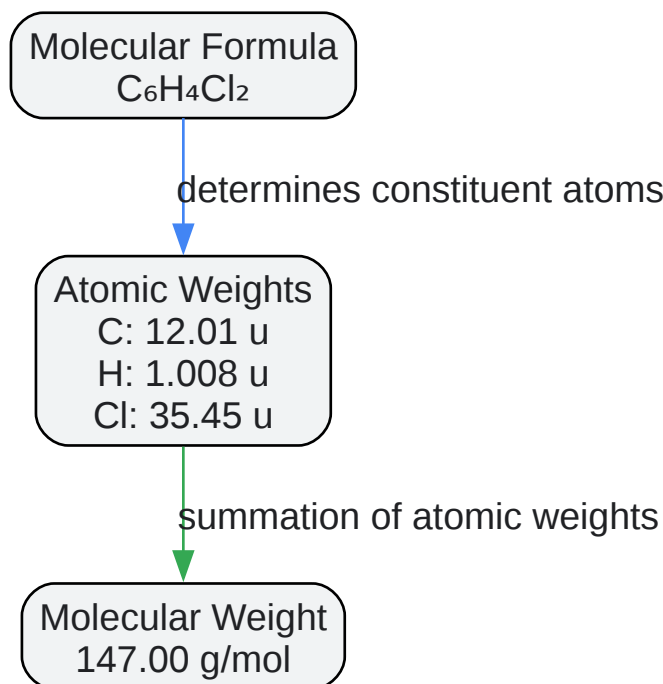 Molecular Formula
C₆H₄Cl₂
determines constituent atoms
Atomic Weights
C: 12.01 u
H: 1.008 u
Cl: 35.45 u
summation of atomic weights
Molecular Weight
147.00 g/mol